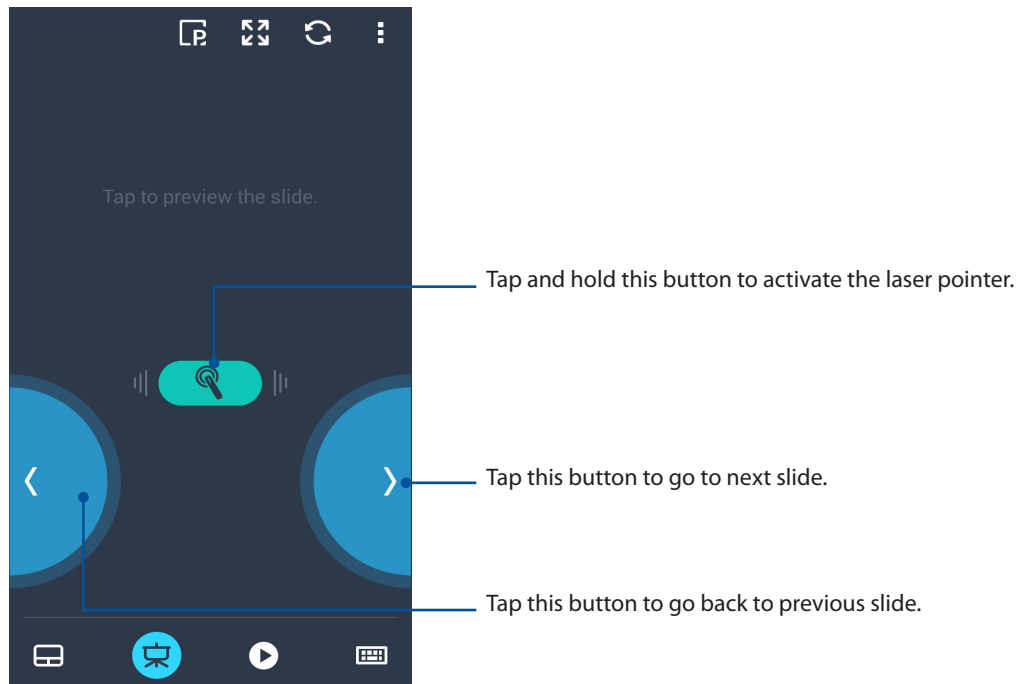 P
Tap to preview the slide.
Tap and hold this button to activate the laser pointer.
Tap this button to go to next slide.
Tap this button to go back to previous slide.